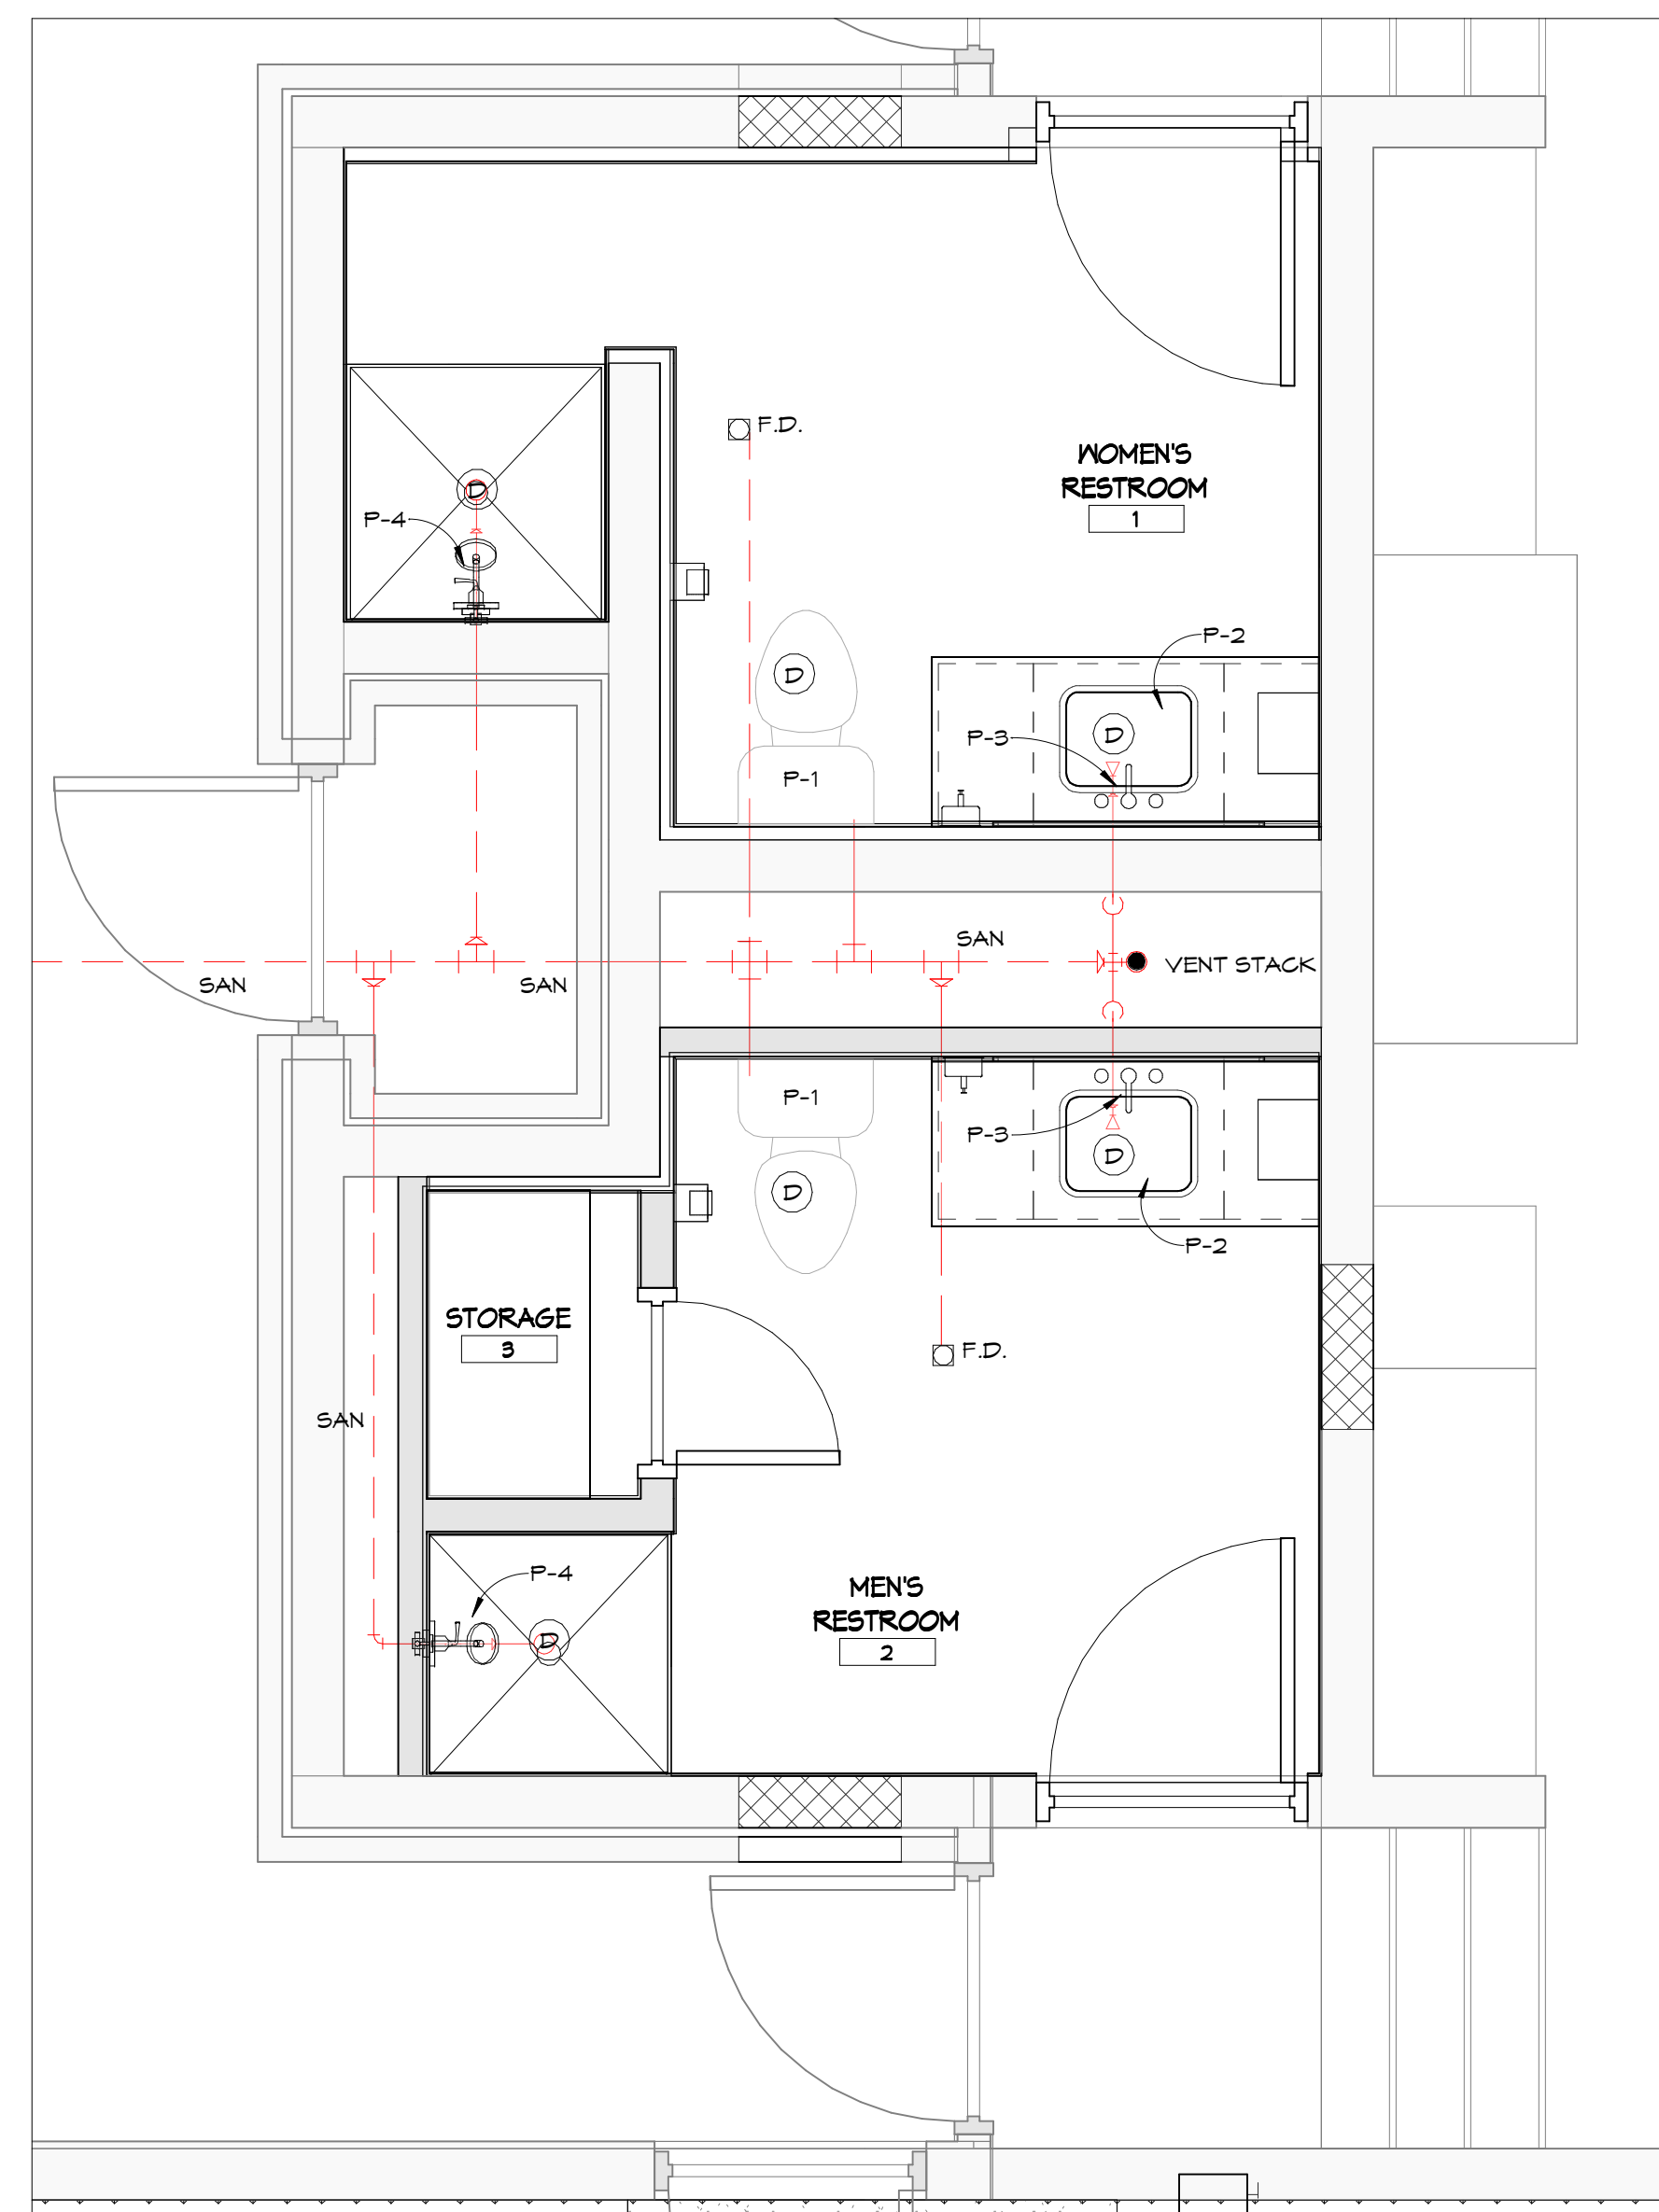 F.D.
WOMEN'S
RESTROOM
1
D
P-4
P-2
D
D
P-3
P-1
SAN
VENT STACK
SAN
SAN
P-1
P-3
D
D
P-2
STORAGE
3
F.D.
SAN
P-4
MEN'S
RESTROOM
2
D